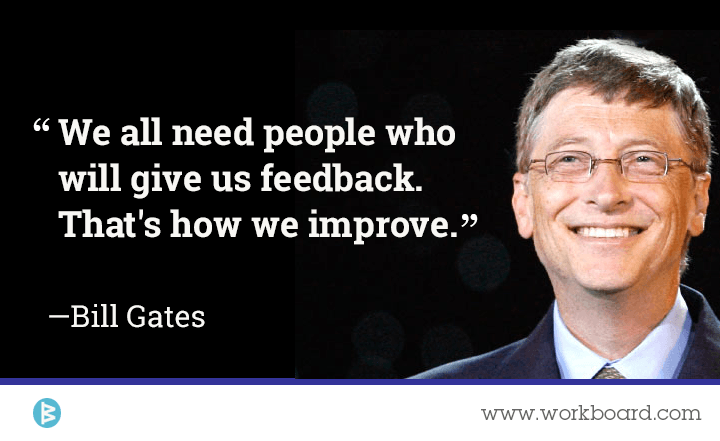 “ We all need people who
will give us feedback.
That's how we improve.”
—Bill Gates
www.workboard.com